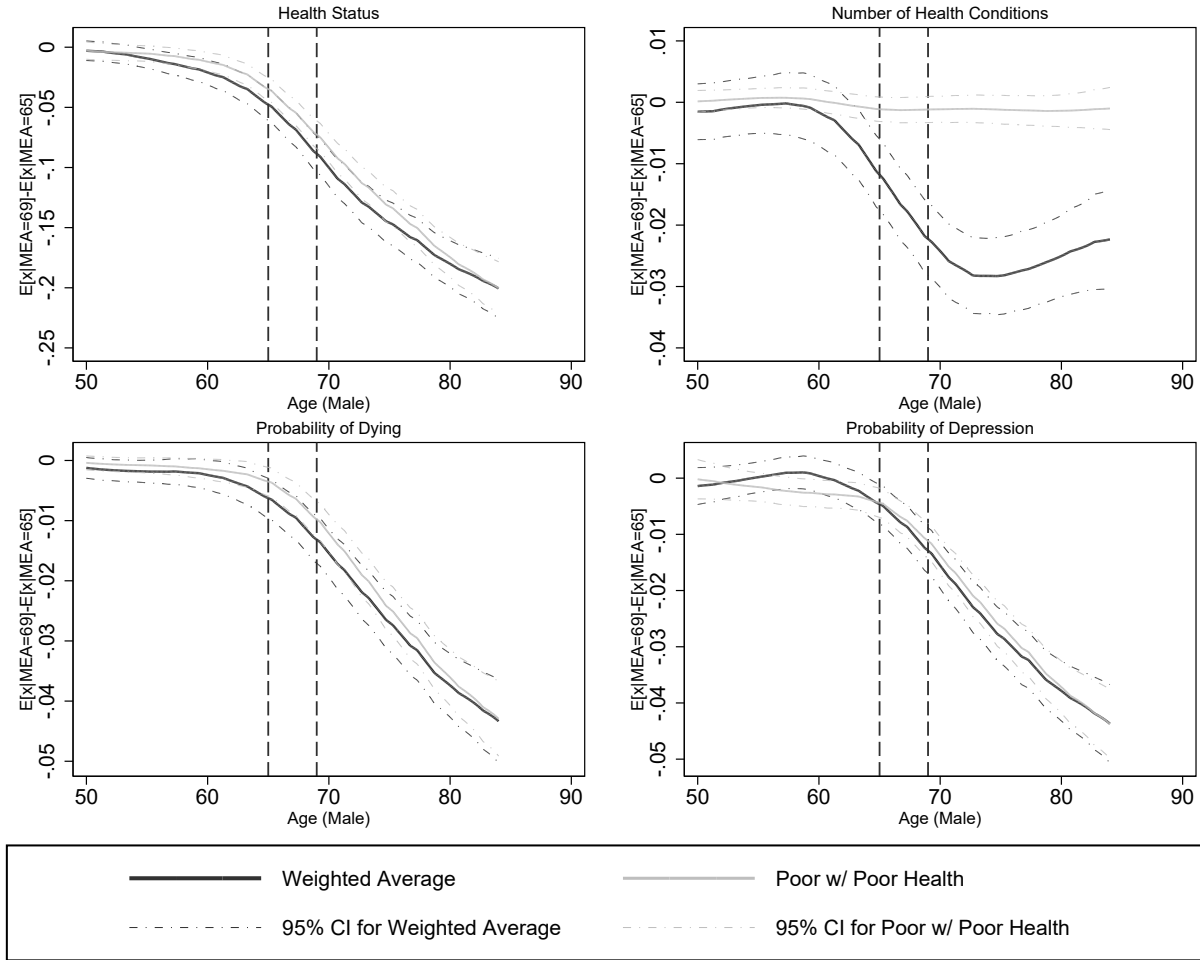 Health Status
E[x|MEA=69]-E[x|MEA=65]
0
-.05
-.1
-.15
-.2
-.25
50 60 70 80 90
Age (Male)
Number of Health Conditions
E[x|MEA=69]-E[x|MEA=65]
.01
0
-.01
-.02
-.03
-.04
50 60 70 80 90
Age (Male)
Probability of Dying
E[x|MEA=69]-E[x|MEA=65]
0
-.01
-.02
-.03
-.04
-.05
50 60 70 80 90
Age (Male)
Probability of Depression
E[x|MEA=69]-E[x|MEA=65]
0
-.01
-.02
-.03
-.04
-.05
50 60 70 80 90
Age (Male)
Weighted Average
Poor w/ Poor Health
95% CI for Weighted Average
95% CI for Poor w/ Poor Health